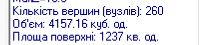 Кількість вершин (вузлів): 260
Об'єм: 4157.16 куб. од.
Площа поверхні: 1237 кв. од.